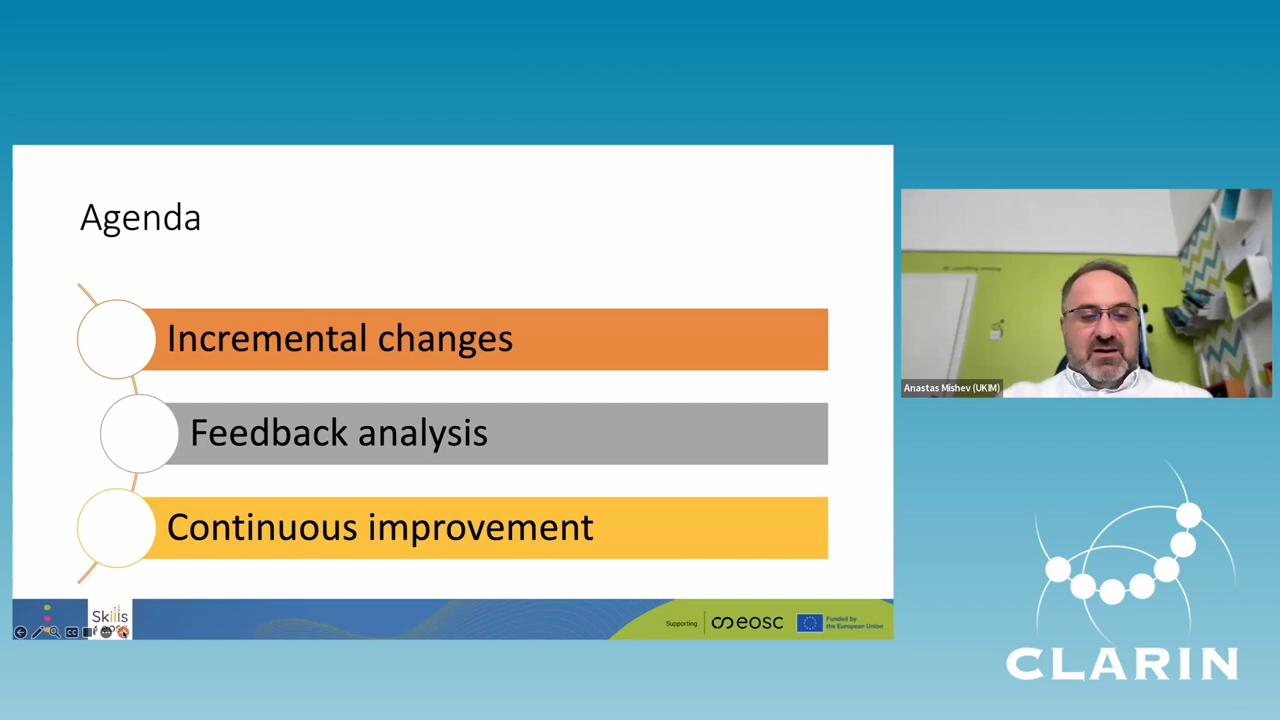 Agenda
Incremental changes
Feedback analysis
Continuous improvement
Anastas Mishev (UKIM)
Skills
Supporting
eosc
Funded by
the European Union
CLARIN